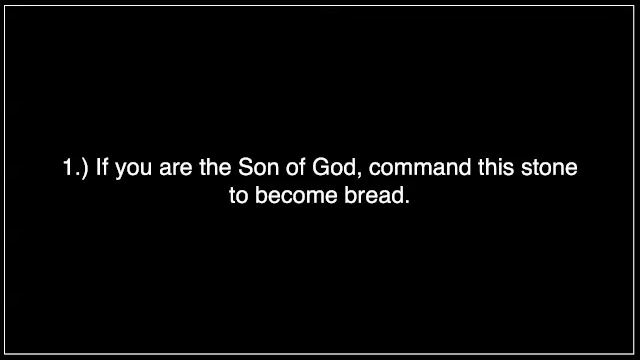 1.) If you are the Son of God, command this stone
to become bread.